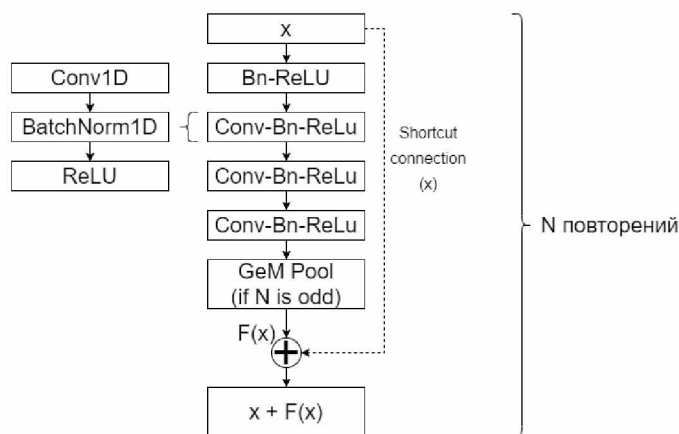 x
Conv1D
BatchNorm1D
ReLU
Bn-ReLU
Conv-Bn-ReLu
Conv-Bn-ReLu
Conv-Bn-ReLu
GeM Pool
(if N is odd)
F(x)
x + F(x)
Shortcut
connection
(x)
N повторений